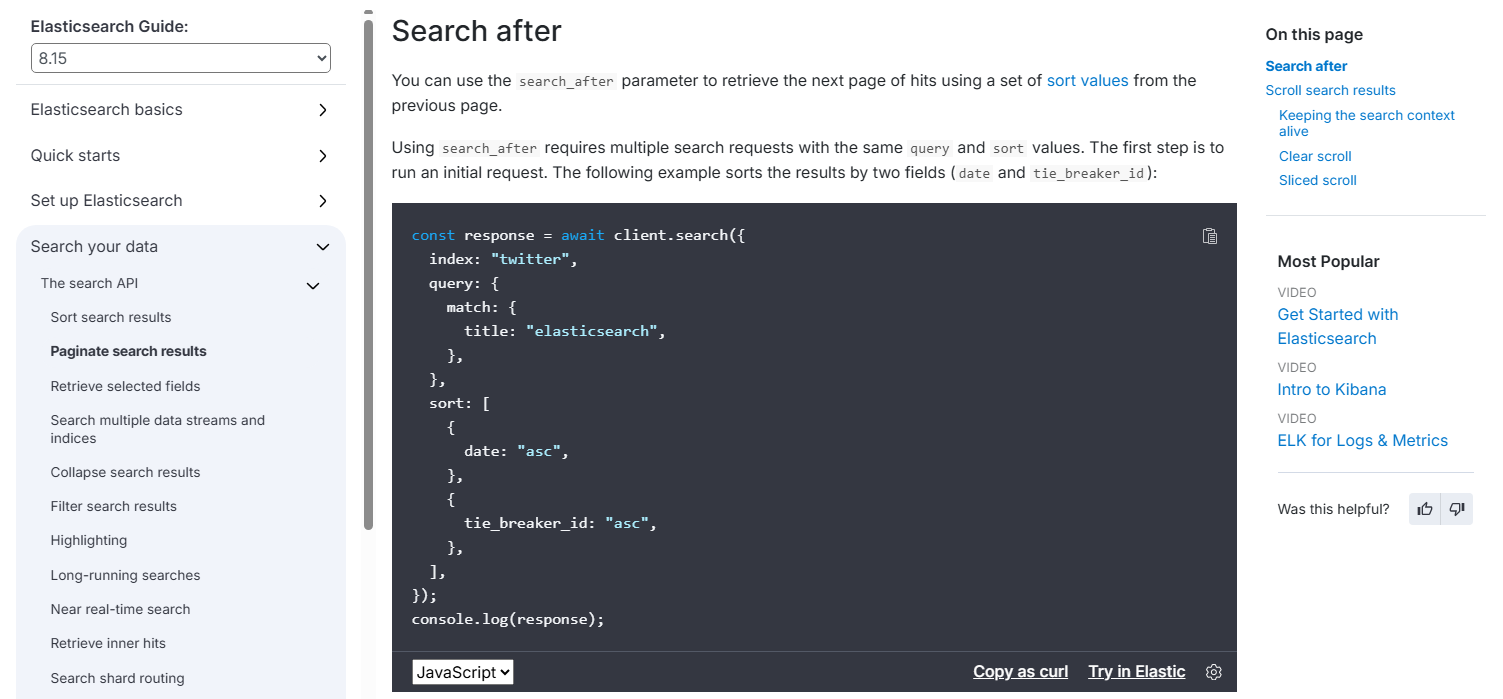 Elasticsearch Guide:
8.15
Elasticsearch basics
Quick starts
Set up Elasticsearch
Search your data
The search API
Sort search results
Paginate search results
Retrieve selected fields
Search multiple data streams and
indices
Collapse search results
Filter search results
Highlighting
Long-running searches
Near real-time search
Retrieve inner hits
Search shard routing
Search after
You can use the search_after parameter to retrieve the next page of hits using a set of sort values from the
previous page.
Using search_after requires multiple search requests with the same query and sort values. The first step is to
run an initial request. The following example sorts the results by two fields (date and tie_breaker_id):
const response = await client.search({
  index: "twitter",
  query: {
    match: {
      title: "elasticsearch",
    },
  },
  sort: [
    {
      date: "asc",
    },
    {
      tie_breaker_id: "asc",
    },
  ],
});
console.log(response);
JavaScript
Copy as curl Try in Elastic
On this page
Search after
Scroll search results
Keeping the search context
alive
Clear scroll
Sliced scroll
Most Popular
VIDEO
Get Started with
Elasticsearch
VIDEO
Intro to Kibana
VIDEO
ELK for Logs & Metrics
Was this helpful?